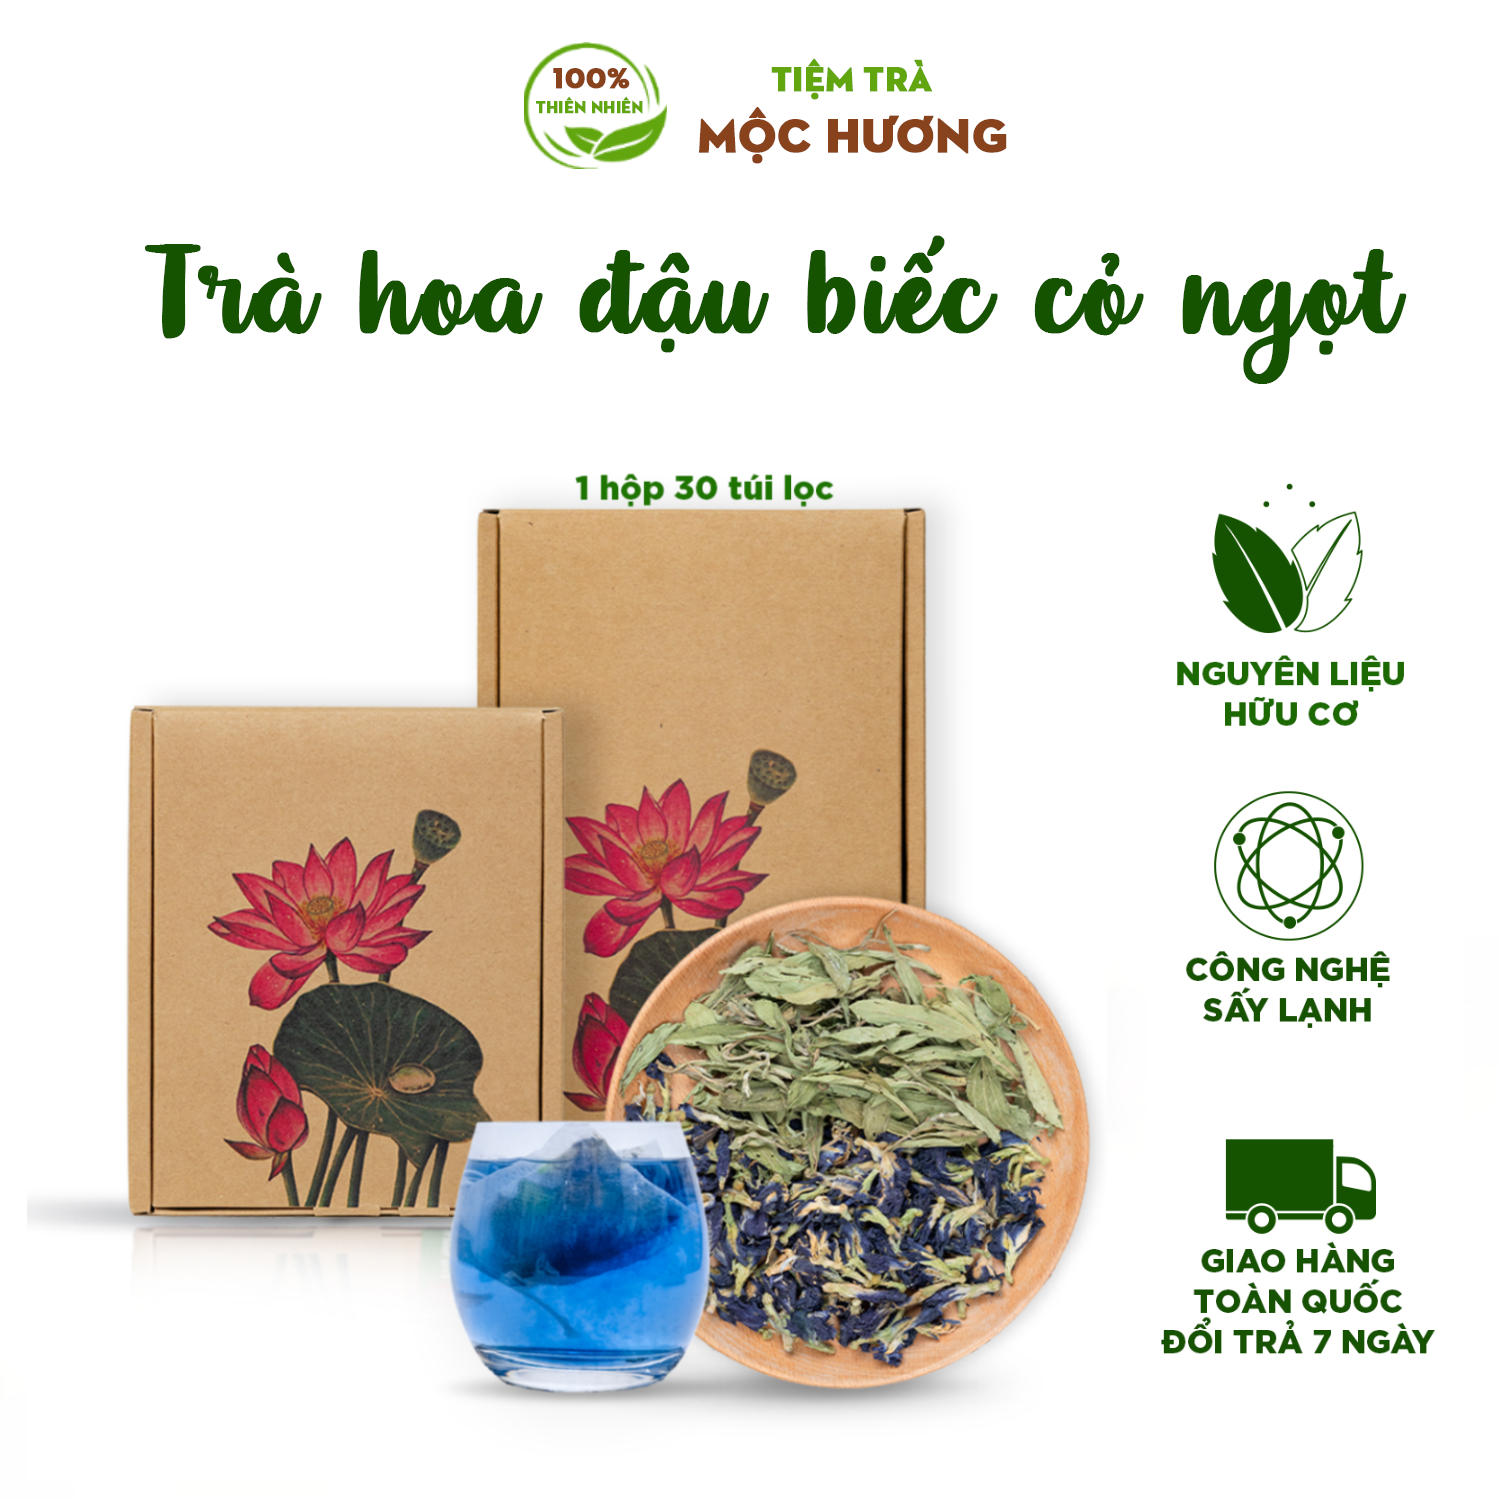 100%
THIÊN NHIÊN
TIỆM TRÀ
MỘC HƯƠNG
Trà hoa đậu biếc cỏ ngọt
1 hộp 30 túi lọc
NGUYÊN LIỆU
HỮU CƠ
CÔNG NGHỆ
SẤY LẠNH
GIAO HÀNG
TOÀN QUỐC
ĐỔI TRẢ 7 NGÀY